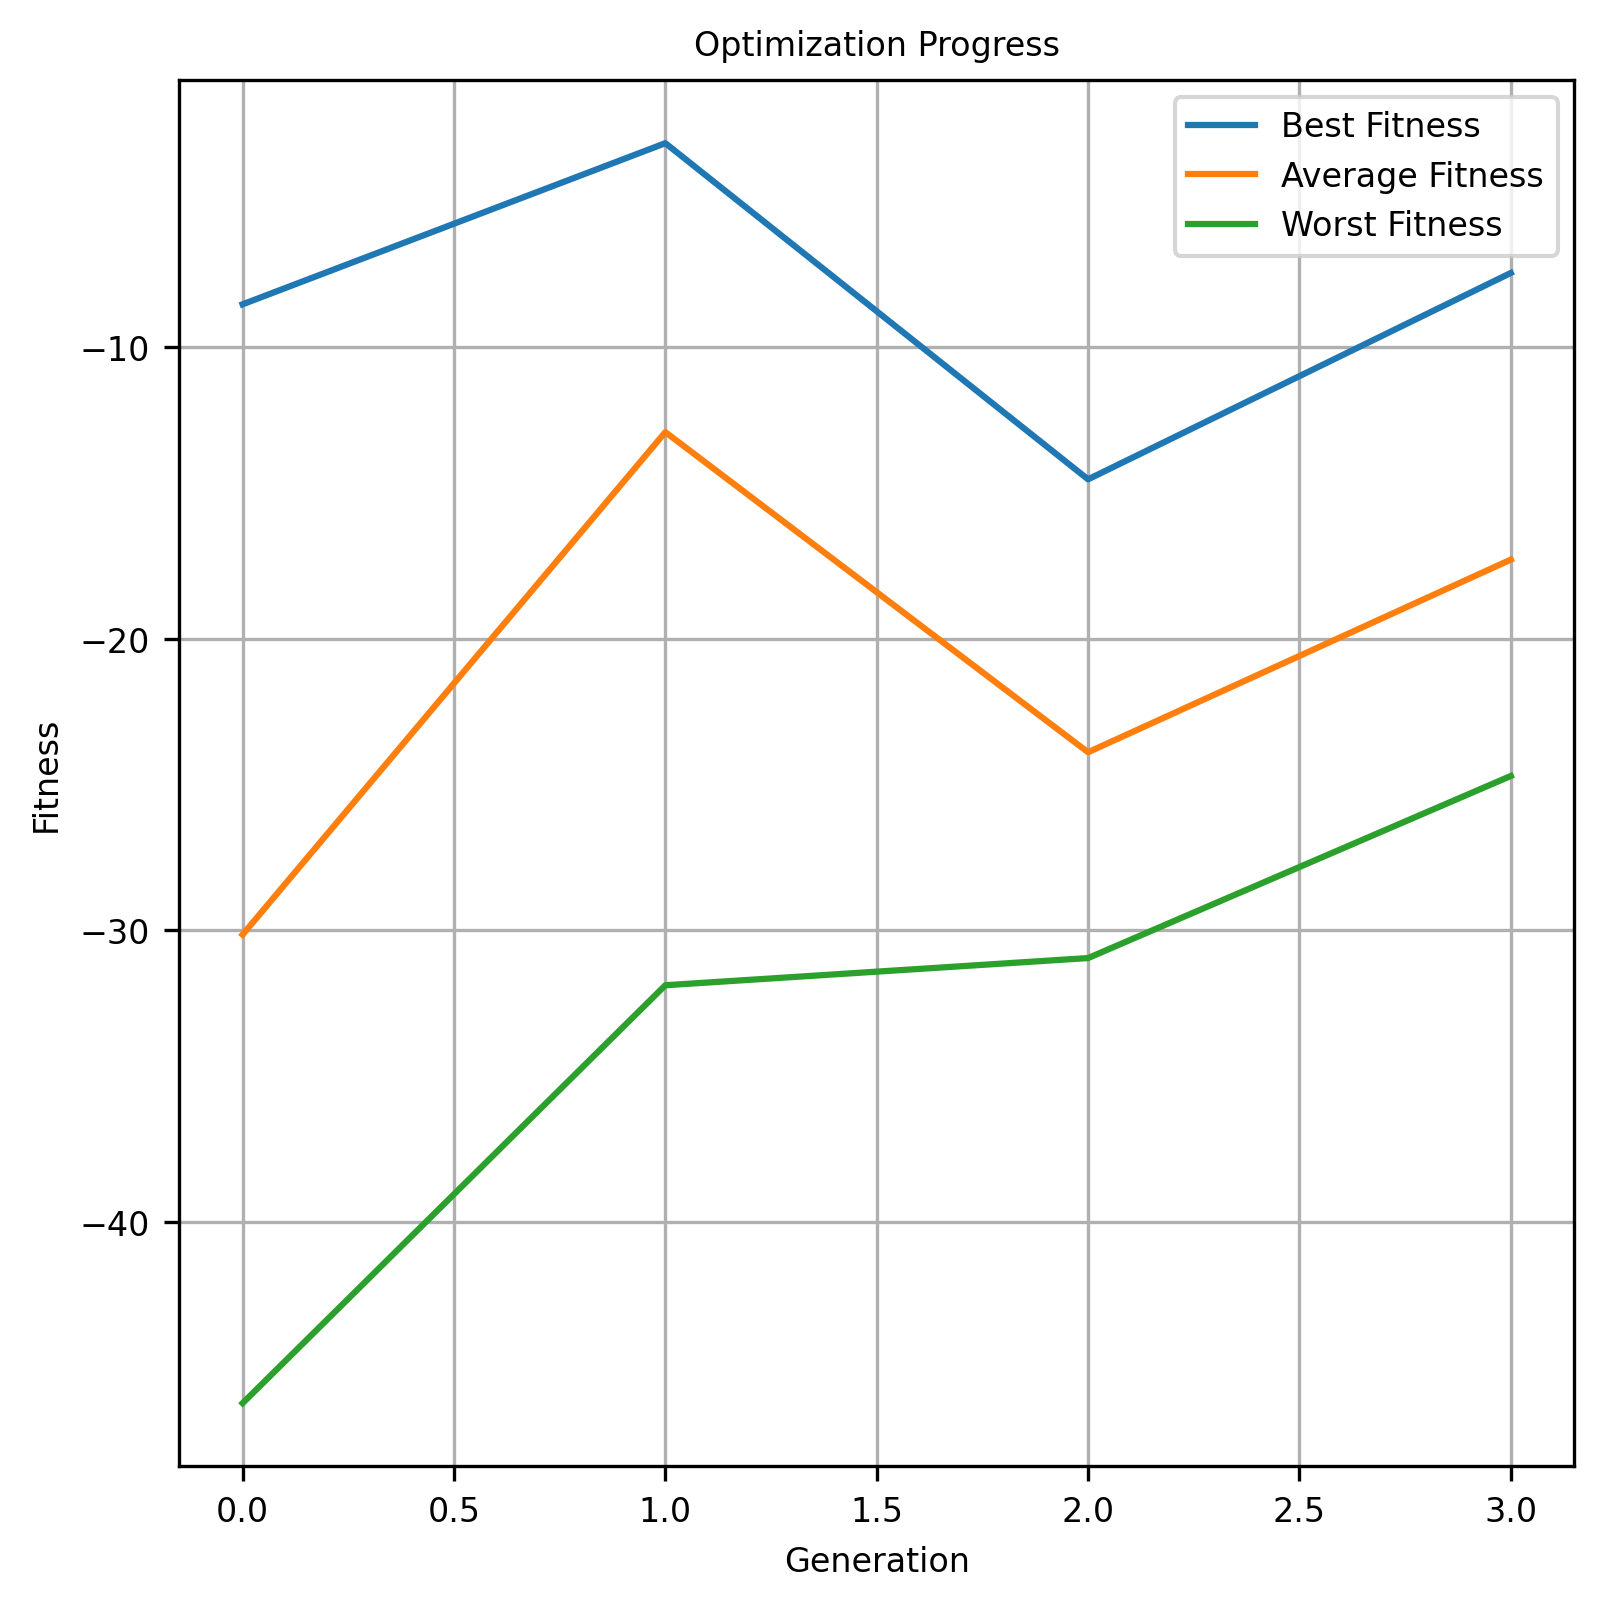 Optimization Progress
Best Fitness
Average Fitness
Worst Fitness
−10
−20
−30
−40
Fitness
0.0 0.5 1.0 1.5 2.0 2.5 3.0
Generation